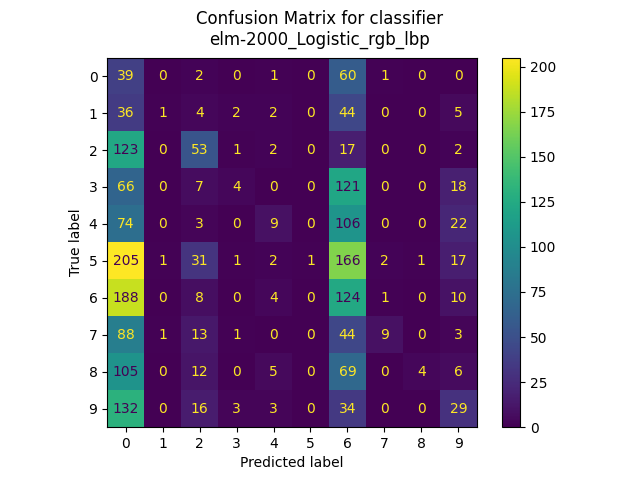 Confusion Matrix for classifier
elm-2000_Logistic_rgb_lbp
0 39 0 2 0 1 0 60 1 0 0
1 36 1 4 2 2 0 44 0 0 5
2 123 0 53 1 2 0 17 0 0 2
3 66 0 7 4 0 0 121 0 0 18
4 74 0 3 0 9 0 106 0 0 22
5 205 1 31 1 2 1 166 2 1 17
6 188 0 8 0 4 0 124 1 0 10
7 88 1 13 1 0 0 44 9 0 3
8 105 0 12 0 5 0 69 0 4 6
9 132 0 16 3 3 0 34 0 0 29
0 1 2 3 4 5 6 7 8 9
Predicted label
True label
200
175
150
125
100
75
50
25
0